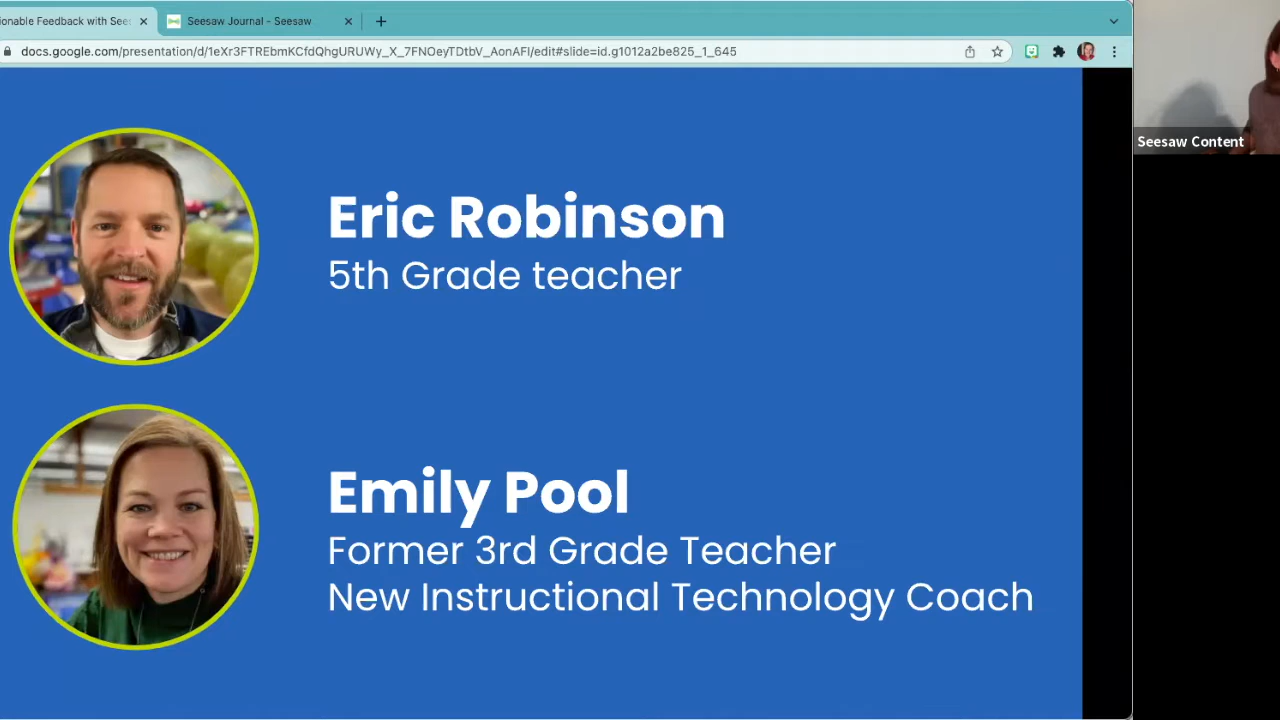 ionable Feedback with See
Seesaw Journal - Seesaw
docs.google.com/presentation/d/1eXr3FTREbmKCfdQhgURUWy_X_7FNOeyTDtbV_AonAFI/edit#slide=id.g1012a2be825_1_645
Seesaw Content
Eric Robinson
5th Grade teacher
Emily Pool
Former 3rd Grade Teacher
New Instructional Technology Coach